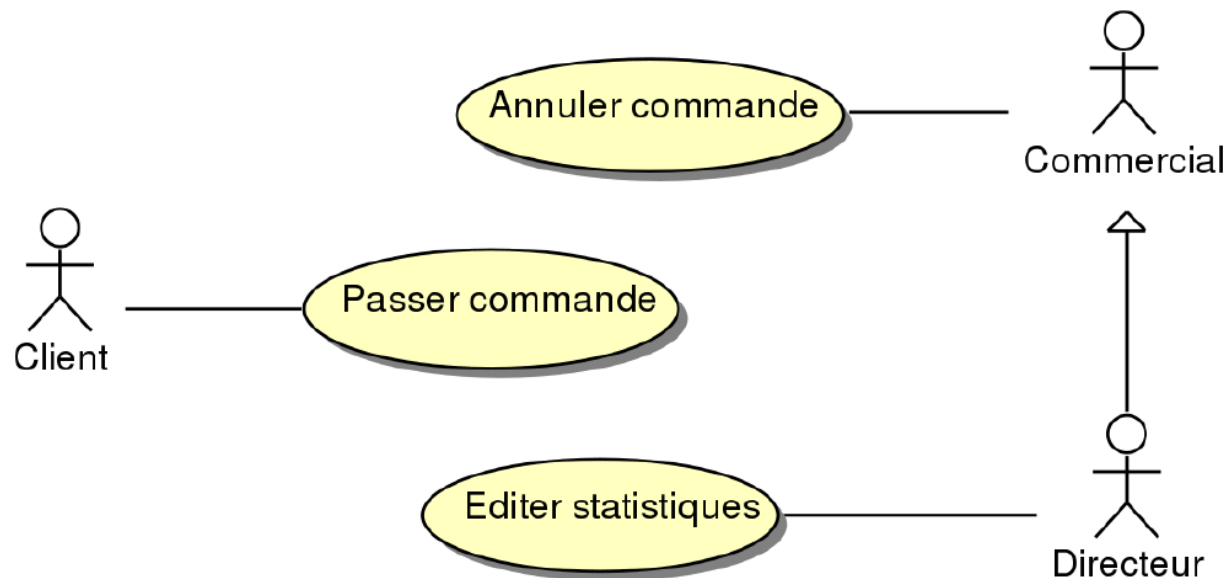 Annuler commande
Commercial
Passer commande
Client
Editer statistiques
Directeur